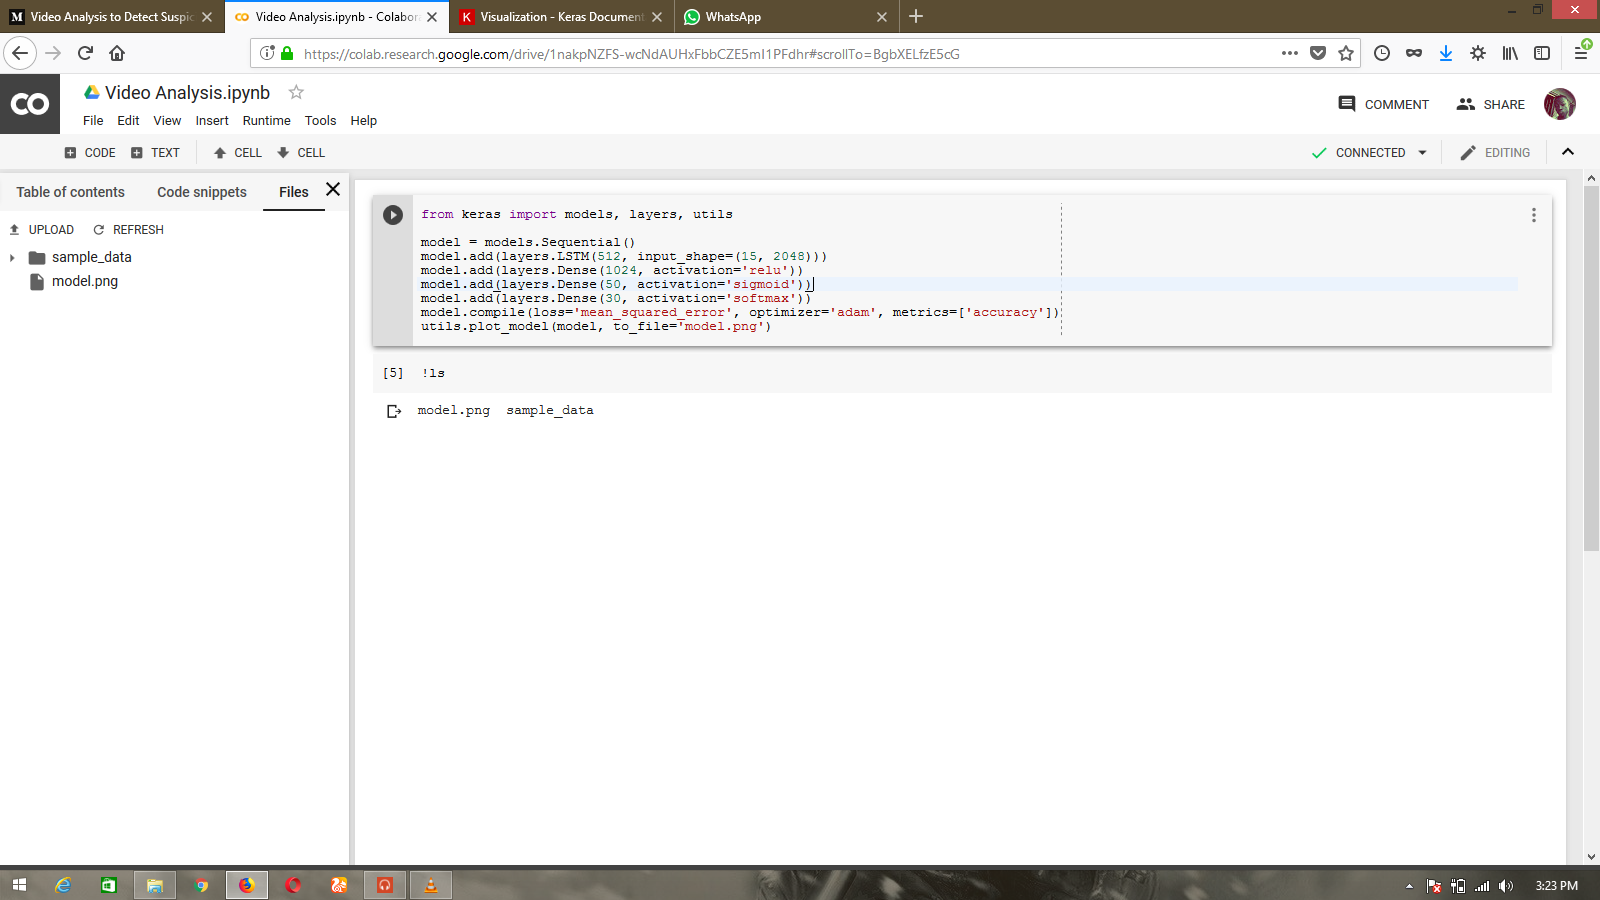 Video Analysis to Detect Suspic
Video Analysis.ipynb - Colabora
Visualization - Keras Document
WhatsApp
https://colab.research.google.com/drive/1nakpNZFS-wcNdAUHxFbbCZE5mI1PFdhr#scrollTo=BgbXELfzE5cG
CO
Video Analysis.ipynb
COMMENT
SHARE
File Edit View Insert Runtime Tools Help
CODE TEXT CELL CELL
CONNECTED
EDITING
Table of contents Code snippets Files
UPLOAD REFRESH
sample_data
model.png
from keras import models, layers, utils
model = models.Sequential()
model.add(layers.LSTM(512, input_shape=(15, 2048)))
model.add(layers.Dense(1024, activation='relu'))
model.add(layers.Dense(50, activation='sigmoid'))
model.add(layers.Dense(30, activation='softmax'))
model.compile(loss='mean_squared_error', optimizer='adam', metrics=['accuracy'])
utils.plot_model(model, to_file='model.png')
[5] !ls
model.png sample_data
3:23 PM